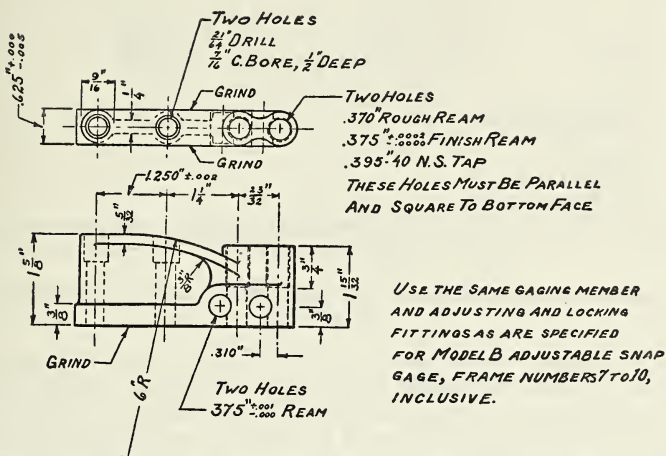 TWO HOLES
21/64" DRILL
7/16" C.BORE, 1/2" DEEP
.625" +.000 -.005
9/16"
1/4"
GRIND
GRIND
TWO HOLES
.370" ROUGH REAM
.375" +.0002 -.0000 FINISH REAM
.395"-40 N.S. TAP
THESE HOLES MUST BE PARALLEL
AND SQUARE TO BOTTOM FACE
1.250" ±.002
1 1/4"
23/32"
5/32"
1 5/8"
3/8"
3/8" R
3/4"
1 15/32"
3/8"
GRIND
6" R
.310"
TWO HOLES
.375" +.001 -.000 REAM
USE THE SAME GAGING MEMBER
AND ADJUSTING AND LOCKING
FITTINGS AS ARE SPECIFIED
FOR MODEL B ADJUSTABLE SNAP
GAGE, FRAME NUMBERS 7 TO 10,
INCLUSIVE.